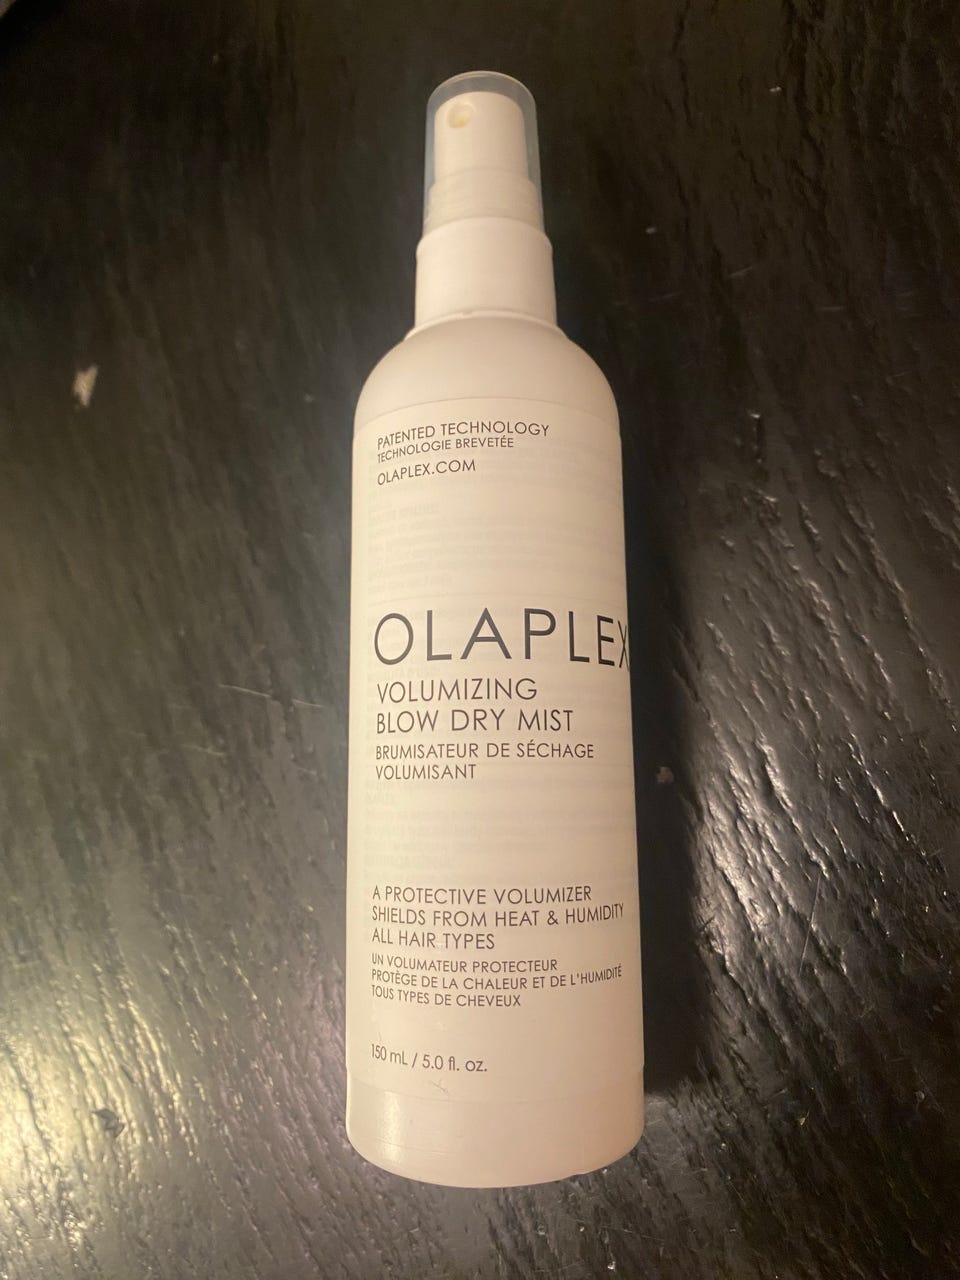 PATENTED TECHNOLOGY
TECHNOLOGIE BREVETÉE
OLAPLEX.COM
OLAPLEX
VOLUMIZING
BLOW DRY MIST
BRUMISATEUR DE SÉCHAGE
VOLUMISANT
A PROTECTIVE VOLUMIZER
SHIELDS FROM HEAT & HUMIDITY
ALL HAIR TYPES
UN VOLUMATEUR PROTECTEUR
PROTÈGE DE LA CHALEUR ET DE L'HUMIDITÉ
TOUS TYPES DE CHEVEUX
150 mL / 5.0 fl. oz.